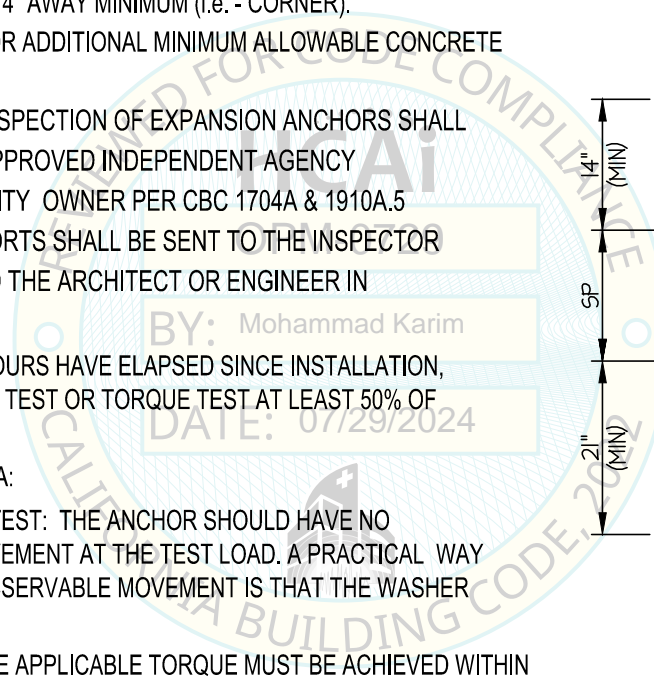 4" AWAY MINIMUM (i.e. - CORNER).
OR ADDITIONAL MINIMUM ALLOWABLE CONCRETE
SPECTION OF EXPANSION ANCHORS SHALL
PPROVED INDEPENDENT AGENCY
ITY OWNER PER CBC 1704A & 1910A.5
ORTS SHALL BE SENT TO THE INSPECTOR
THE ARCHITECT OR ENGINEER IN
OURS HAVE ELAPSED SINCE INSTALLATION,
TEST OR TORQUE TEST AT LEAST 50% OF
A:
TEST: THE ANCHOR SHOULD HAVE NO
VEMENT AT THE TEST LOAD. A PRACTICAL WAY
SERVABLE MOVEMENT IS THAT THE WASHER
E APPLICABLE TORQUE MUST BE ACHIEVED WITHIN
14"
(MIN)
SP
21"
(MIN)
REVIEWED FOR CODE COMPLIANCE
HCAi
OPM-0720
BY: Mohammad Karim
DATE: 07/29/2024
CALIFORNIA BUILDING CODE, 2022